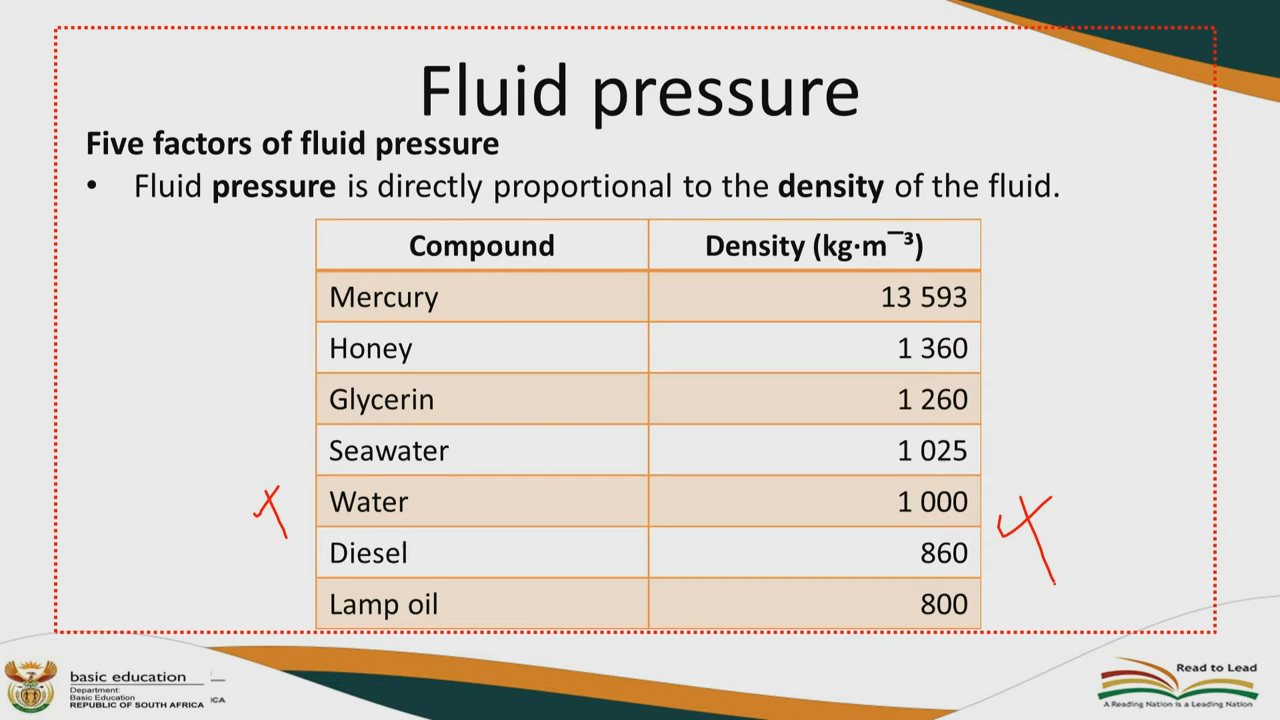 Fluid pressure
Five factors of fluid pressure
• Fluid pressure is directly proportional to the density of the fluid.
Compound Density (kg·m¯³)
Mercury 13 593
Honey 1 360
Glycerin 1 260
Seawater 1 025
Water 1 000
Diesel 860
Lamp oil 800
basic education
Department:
Basic Education
REPUBLIC OF SOUTH AFRICA
ICA
Read to Lead
A Reading Nation is a Leading Nation